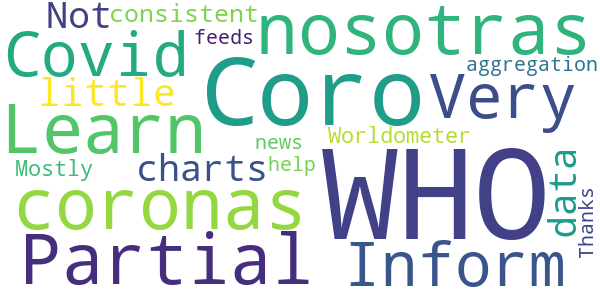 Not
consistent
nosotras
Covid
feeds
aggregation
little
Coro
Very
Learn
news
Worldometer
Mostly
charts
help
WHO
data
coronas
Thanks
Partial
Inform